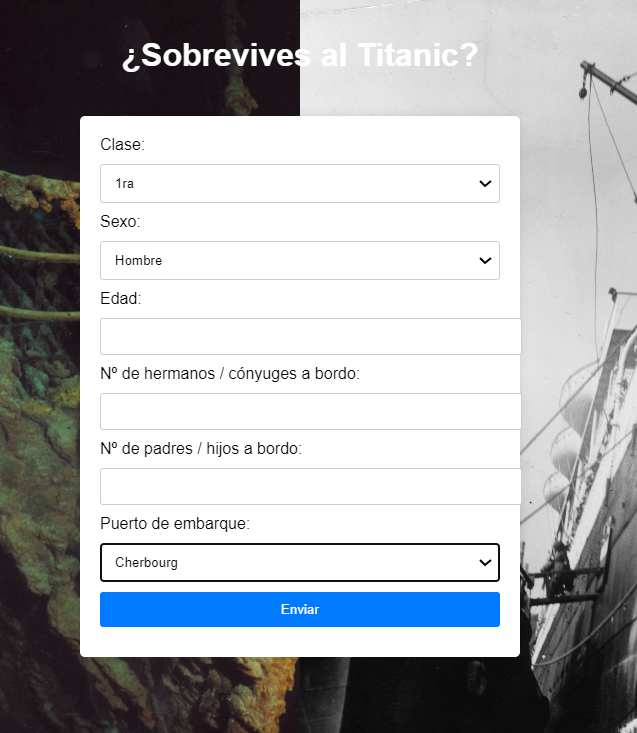 ¿Sobrevives al Titanic?
Clase:
1ra
Sexo:
Hombre
Edad:
Nº de hermanos / cónyuges a bordo:
Nº de padres / hijos a bordo:
Puerto de embarque:
Cherbourg
Enviar